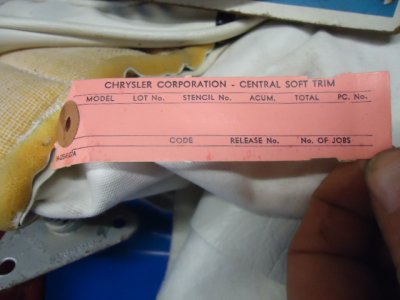 CHRYSLER CORPORATION - CENTRAL SOFT TRIM
MODEL LOT No. STENCIL No. ACUM. TOTAL PC. No.
CODE RELEASE No. No. OF JOBS